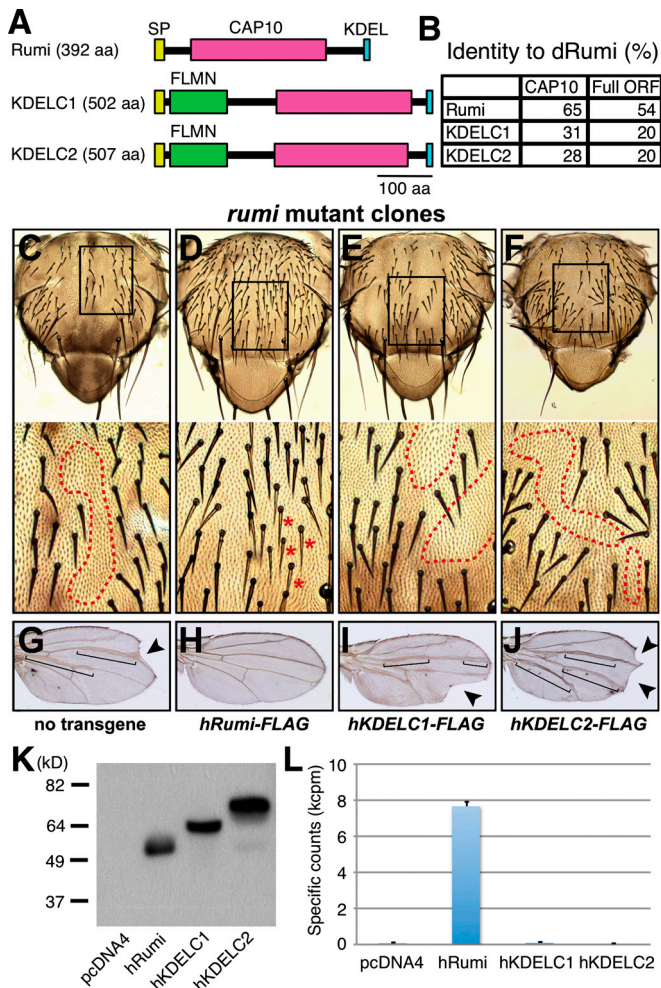 A
SP CAP10 KDEL
Rumi (392 aa)
FLMN
KDELC1 (502 aa)
FLMN
KDELC2 (507 aa)
100 aa
B
Identity to dRumi (%)
CAP10 Full ORF
Rumi 65 54
KDELC1 31 20
KDELC2 28 20
rumi mutant clones
C D E F
* * * *
G H I J
no transgene hRumi-FLAG hKDELC1-FLAG hKDELC2-FLAG
K (kD)
82
64
49
37
pcDNA4 hRumi hKDELC1 hKDELC2
L
Specific counts (kcpm)
10
8
6
4
2
0
pcDNA4 hRumi hKDELC1 hKDELC2